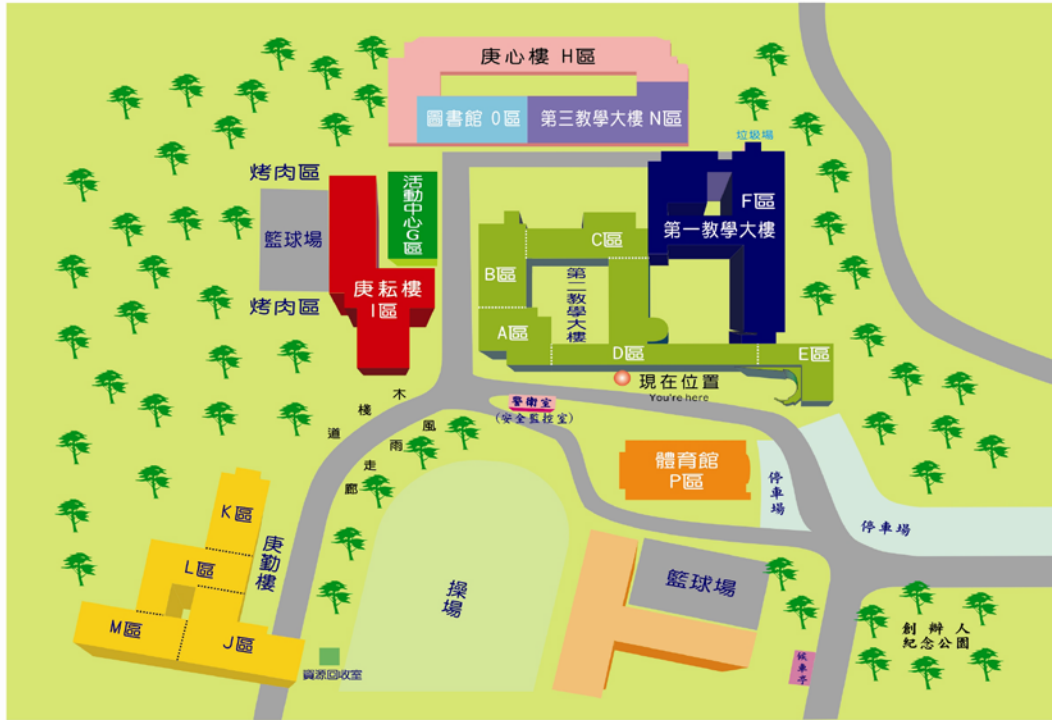 庚心樓 H區
圖書館 O區
第三教學大樓 N區
垃圾場
烤肉區
活動中心G區
F區
第一教學大樓
籃球場
C區
B區
第二教學大樓
庚耘樓
I區
烤肉區
A區
D區
E區
現在位置
You're here
木棧道
警衛室
(安全監控室)
風雨走廊
體育館
P區
停車場
停車場
K區
庚勤樓
L區
籃球場
操場
M區
J區
創辦人
紀念公園
候車亭
資源回收室